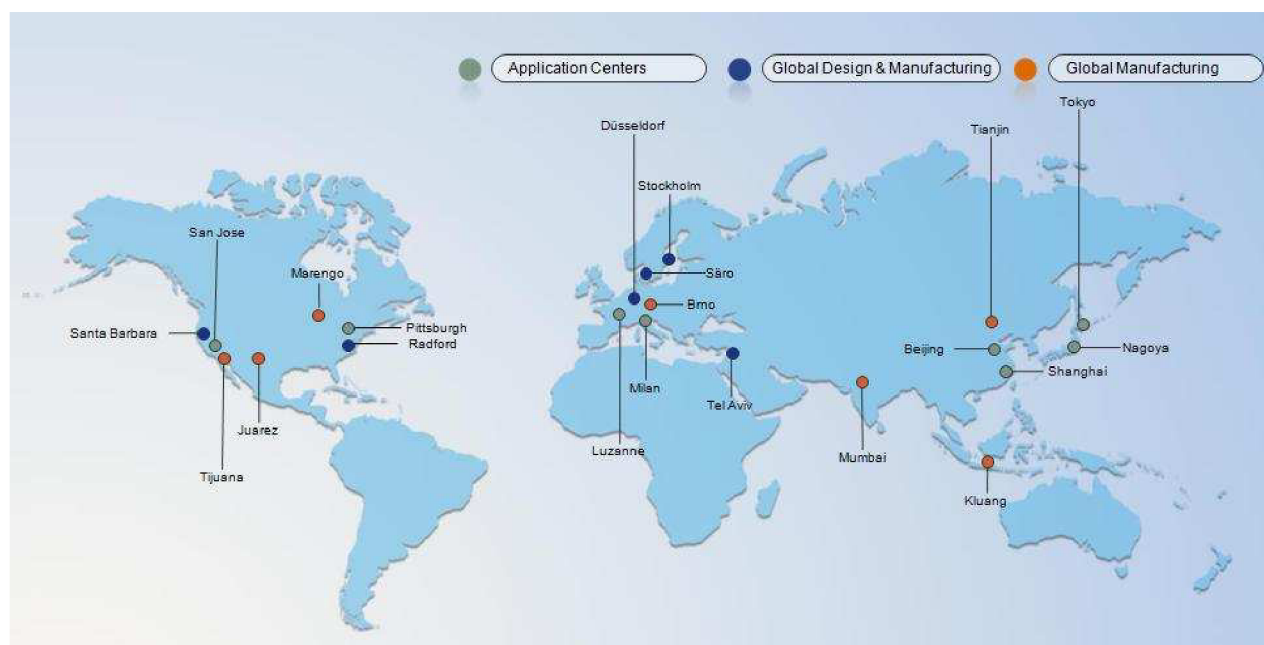 Application Centers
Global Design & Manufacturing
Global Manufacturing
Tokyo
Düsseldorf
Tianjin
Stockholm
San Jose
Marengo
Säro
Brno
Santa Barbara
Pittsburgh
Radford
Beijing
Nagoya
Shanghai
Milan
Tel Aviv
Juarez
Luzanne
Mumbai
Tijuana
Kluang